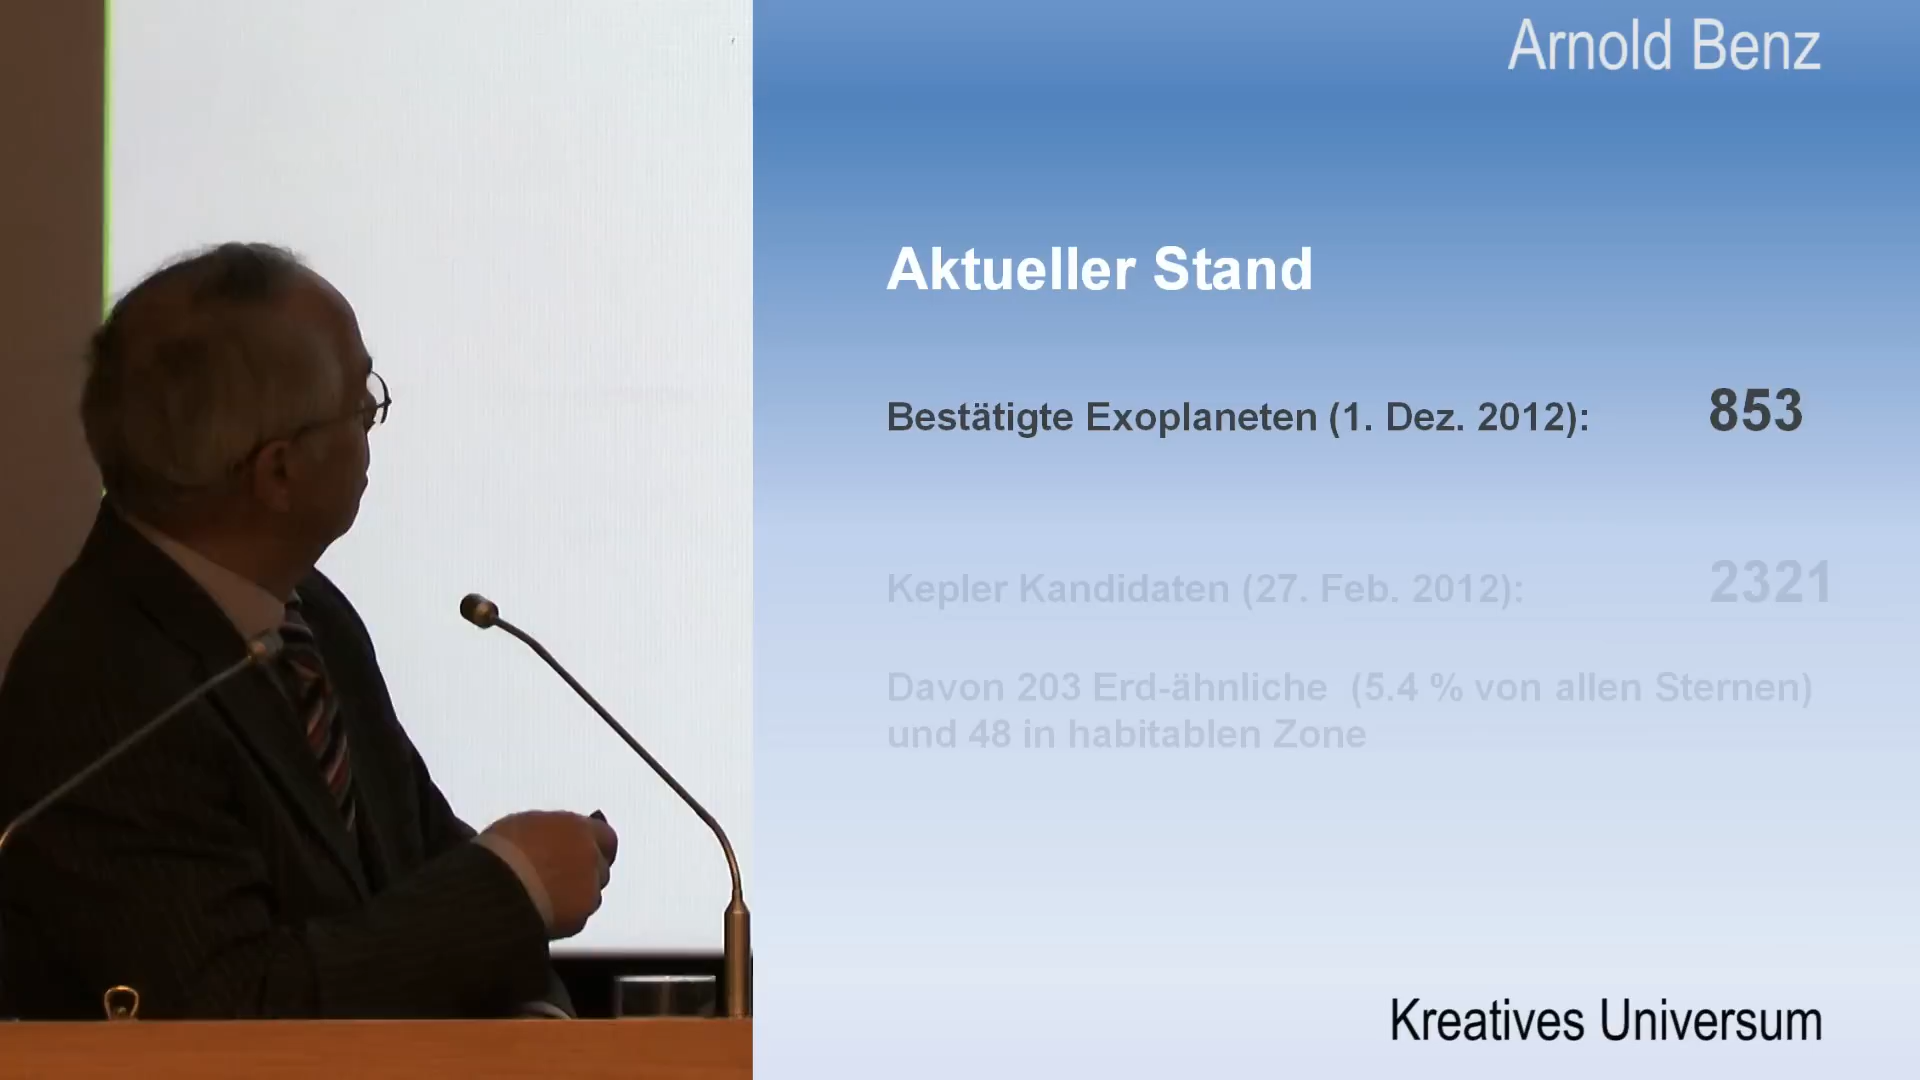 Arnold Benz
Aktueller Stand
Bestätigte Exoplaneten (1. Dez. 2012): 853
Kepler Kandidaten (27. Feb. 2012): 2321
Davon 203 Erd-ähnliche (5.4 % von allen Sternen)
und 48 in habitablen Zone
Kreatives Universum